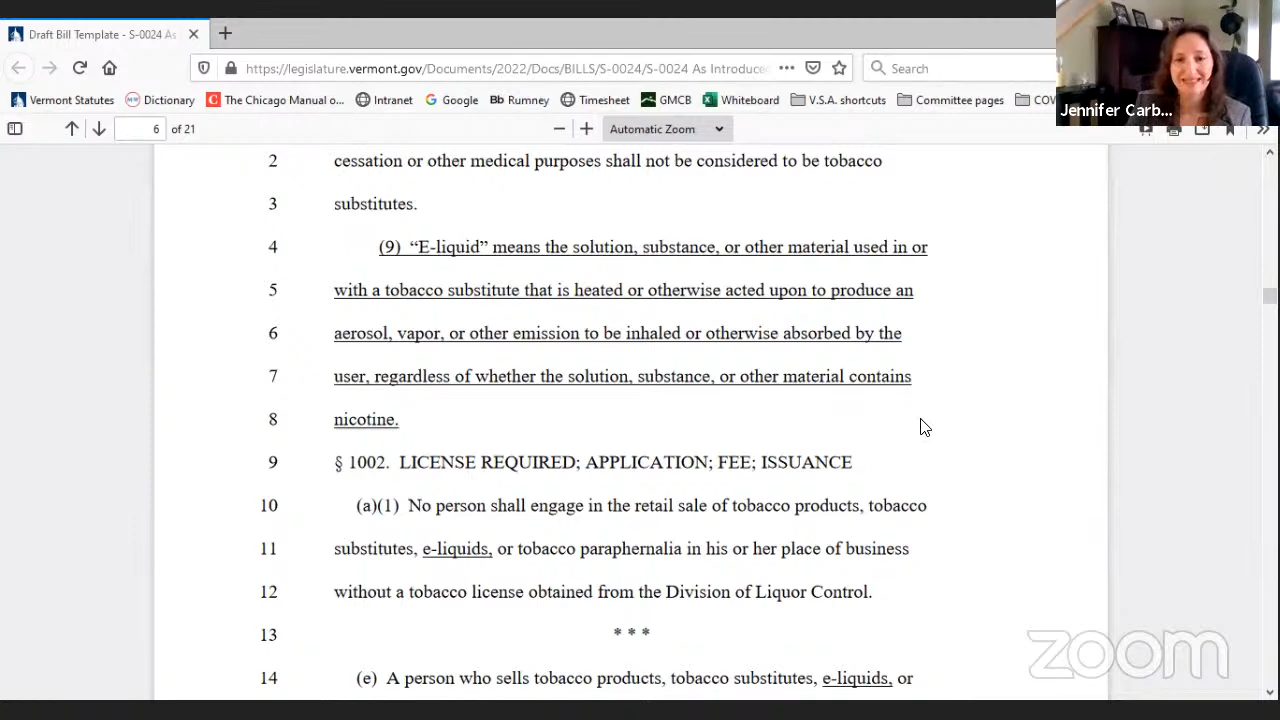 Draft Bill Template - S-0024 As
https://legislature.vermont.gov/Documents/2022/Docs/BILLS/S-0024/S-0024 As Introduced
Search
Vermont Statutes
Dictionary
The Chicago Manual o...
Intranet
Google
Bb Rumney
Timesheet
GMCB
Whiteboard
V.S.A. shortcuts
Committee pages
COV
Jennifer Carb...
6 of 21
Automatic Zoom
2 cessation or other medical purposes shall not be considered to be tobacco
3 substitutes.
4 (9) “E-liquid” means the solution, substance, or other material used in or
5 with a tobacco substitute that is heated or otherwise acted upon to produce an
6 aerosol, vapor, or other emission to be inhaled or otherwise absorbed by the
7 user, regardless of whether the solution, substance, or other material contains
8 nicotine.
9 § 1002. LICENSE REQUIRED; APPLICATION; FEE; ISSUANCE
10 (a)(1) No person shall engage in the retail sale of tobacco products, tobacco
11 substitutes, e-liquids, or tobacco paraphernalia in his or her place of business
12 without a tobacco license obtained from the Division of Liquor Control.
13 * * *
14 (e) A person who sells tobacco products, tobacco substitutes, e-liquids, or
zoom